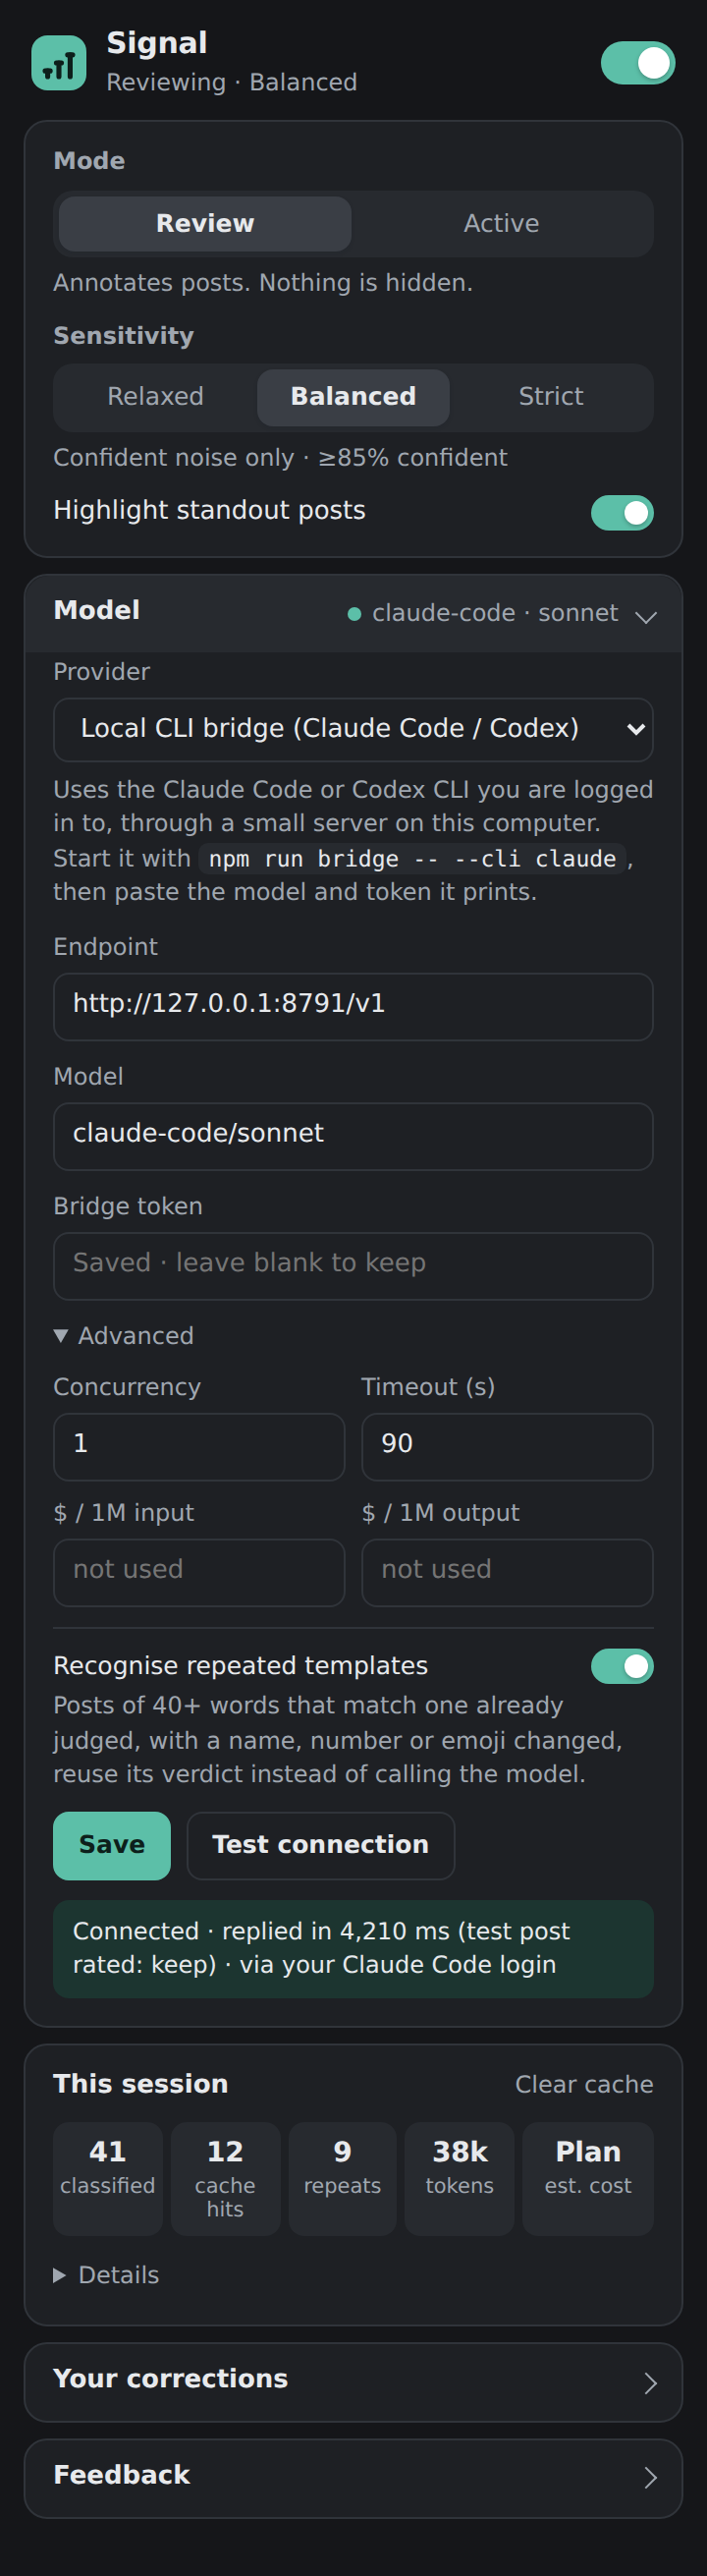 Signal
Reviewing · Balanced
Mode
Review Active
Annotates posts. Nothing is hidden.
Sensitivity
Relaxed Balanced Strict
Confident noise only · ≥85% confident
Highlight standout posts
Model claude-code · sonnet
Provider
Local CLI bridge (Claude Code / Codex)
Uses the Claude Code or Codex CLI you are logged
in to, through a small server on this computer.
Start it with npm run bridge -- --cli claude,
then paste the model and token it prints.
Endpoint
http://127.0.0.1:8791/v1
Model
claude-code/sonnet
Bridge token
Saved · leave blank to keep
Advanced
Concurrency Timeout (s)
1 90
$ / 1M input $ / 1M output
not used not used
Recognise repeated templates
Posts of 40+ words that match one already
judged, with a name, number or emoji changed,
reuse its verdict instead of calling the model.
Save Test connection
Connected · replied in 4,210 ms (test post
rated: keep) · via your Claude Code login
This session Clear cache
41 12 9 38k Plan
classified cache repeats tokens est. cost
hits
Details
Your corrections
Feedback